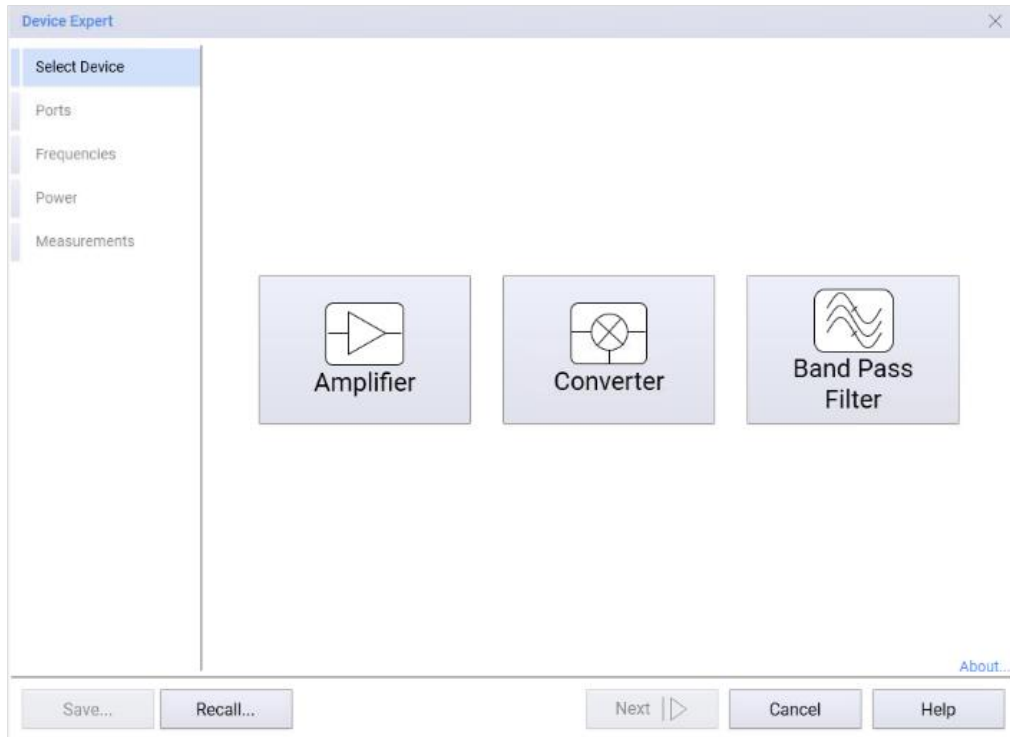 Device Expert
Select Device
Ports
Frequencies
Power
Measurements
Amplifier
Converter
Band Pass
Filter
About...
Save...
Recall...
Next
Cancel
Help